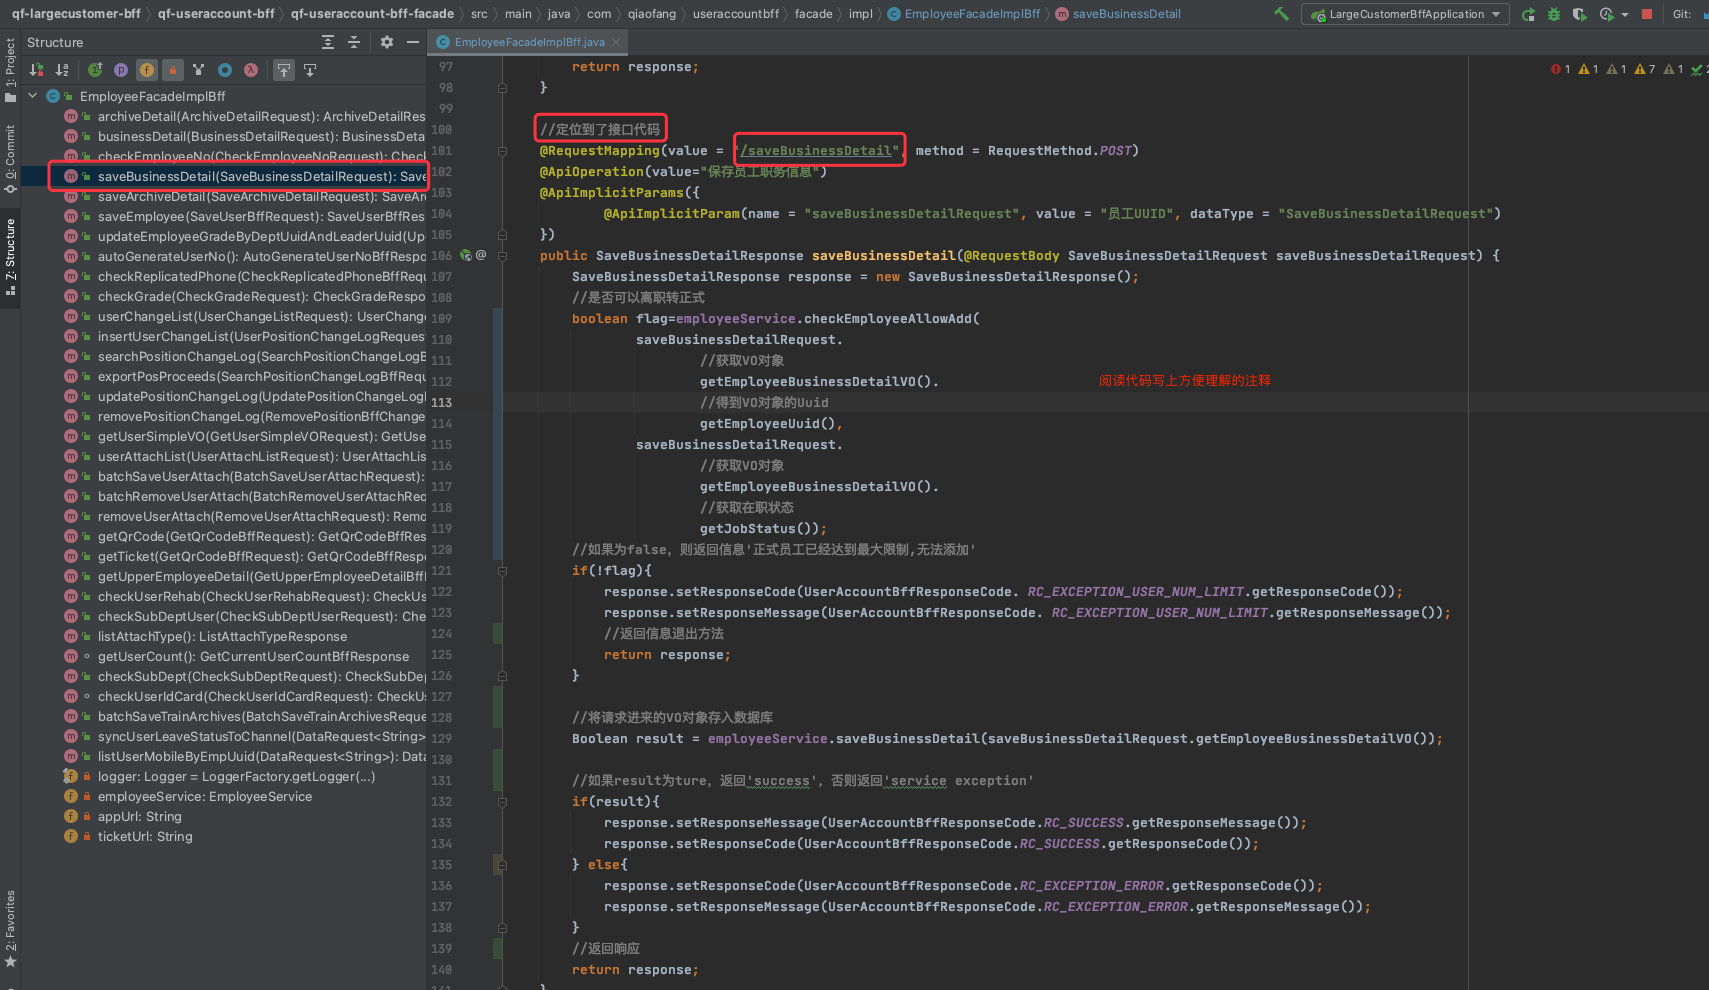 qf-largecustomer-bff 〉 qf-useraccount-bff 〉 qf-useraccount-bff-facade 〉 src 〉 main 〉 java 〉 com 〉 qiaofang 〉 useraccountbff 〉 facade 〉 impl 〉 EmployeeFacadeImplBff 〉 saveBusinessDetail
LargeCustomerBffApplication
Git:
Structure
EmployeeFacadeImplBff.java
1: Project
0: Commit
7: Structure
2: Favorites
EmployeeFacadeImplBff
archiveDetail(ArchiveDetailRequest): ArchiveDetailRes
businessDetail(BusinessDetailRequest): BusinessDeta
checkEmployeeNo(CheckEmployeeNoRequest): Chec
saveBusinessDetail(SaveBusinessDetailRequest): Save
saveArchiveDetail(SaveArchiveDetailRequest): SaveAr
saveEmployee(SaveUserBffRequest): SaveUserBffRes
updateEmployeeGradeByDeptUuidAndLeaderUuid(Up
autoGenerateUserNo(): AutoGenerateUserNoBffRespo
checkReplicatedPhone(CheckReplicatedPhoneBffRequ
checkGrade(CheckGradeRequest): CheckGradeRespo
userChangeList(UserChangeListRequest): UserChange
insertUserChangeList(UserPositionChangeLogReques
searchPositionChangeLog(SearchPositionChangeLogB
exportPosProceeds(SearchPositionChangeLogBffRequ
updatePositionChangeLog(UpdatePositionChangeLog
removePositionChangeLog(RemovePositionBffChange
getUserSimpleVO(GetUserSimpleVORequest): GetUse
userAttachList(UserAttachListRequest): UserAttachLis
batchSaveUserAttach(BatchSaveUserAttachRequest):
batchRemoveUserAttach(BatchRemoveUserAttachRec
removeUserAttach(RemoveUserAttachRequest): Remo
getQrCode(GetQrCodeBffRequest): GetQrCodeBffRes
getTicket(GetQrCodeBffRequest): GetQrCodeBffRespo
getUpperEmployeeDetail(GetUpperEmployeeDetailBffI
checkUserRehab(CheckUserRehabRequest): CheckUs
checkSubDeptUser(CheckSubDeptUserRequest): Che
listAttachType(): ListAttachTypeResponse
getUserCount(): GetCurrentUserCountBffResponse
checkSubDept(CheckSubDeptRequest): CheckSubDep
checkUserIdCard(CheckUserIdCardRequest): CheckUs
batchSaveTrainArchives(BatchSaveTrainArchivesReque
syncUserLeaveStatusToChannel(DataRequest<String>
listUserMobileByEmpUuid(DataRequest<String>): Data
logger: Logger = LoggerFactory.getLogger(...)
employeeService: EmployeeService
appUrl: String
ticketUrl: String
1 1 1 7 1 2
97 return response;
98 }
99
100 //定位到了接口代码
101 @RequestMapping(value = "/saveBusinessDetail", method = RequestMethod.POST)
102 @ApiOperation(value="保存员工职务信息")
103 @ApiImplicitParams({
104 @ApiImplicitParam(name = "saveBusinessDetailRequest", value = "员工UUID", dataType = "SaveBusinessDetailRequest")
105 })
106 public SaveBusinessDetailResponse saveBusinessDetail(@RequestBody SaveBusinessDetailRequest saveBusinessDetailRequest) {
107 SaveBusinessDetailResponse response = new SaveBusinessDetailResponse();
108 //是否可以离职转正式
109 boolean flag=employeeService.checkEmployeeAllowAdd(
110 saveBusinessDetailRequest.
111 //获取VO对象
112 getEmployeeBusinessDetailVO(). 阅读代码写上方便理解的注释
113 //得到VO对象的Uuid
114 getEmployeeUuid(),
115 saveBusinessDetailRequest.
116 //获取VO对象
117 getEmployeeBusinessDetailVO().
118 //获取在职状态
119 getJobStatus());
120 //如果为false，则返回信息'正式员工已经达到最大限制,无法添加'
121 if(!flag){
122 response.setResponseCode(UserAccountBffResponseCode. RC_EXCEPTION_USER_NUM_LIMIT.getResponseCode());
123 response.setResponseMessage(UserAccountBffResponseCode. RC_EXCEPTION_USER_NUM_LIMIT.getResponseMessage());
124 //返回信息退出方法
125 return response;
126 }
127
128 //将请求进来的VO对象存入数据库
129 Boolean result = employeeService.saveBusinessDetail(saveBusinessDetailRequest.getEmployeeBusinessDetailVO());
130
131 //如果result为ture，返回'success'，否则返回'service exception'
132 if(result){
133 response.setResponseMessage(UserAccountBffResponseCode.RC_SUCCESS.getResponseMessage());
134 response.setResponseCode(UserAccountBffResponseCode.RC_SUCCESS.getResponseCode());
135 } else{
136 response.setResponseCode(UserAccountBffResponseCode.RC_EXCEPTION_ERROR.getResponseCode());
137 response.setResponseMessage(UserAccountBffResponseCode.RC_EXCEPTION_ERROR.getResponseMessage());
138 }
139 //返回响应
140 return response;